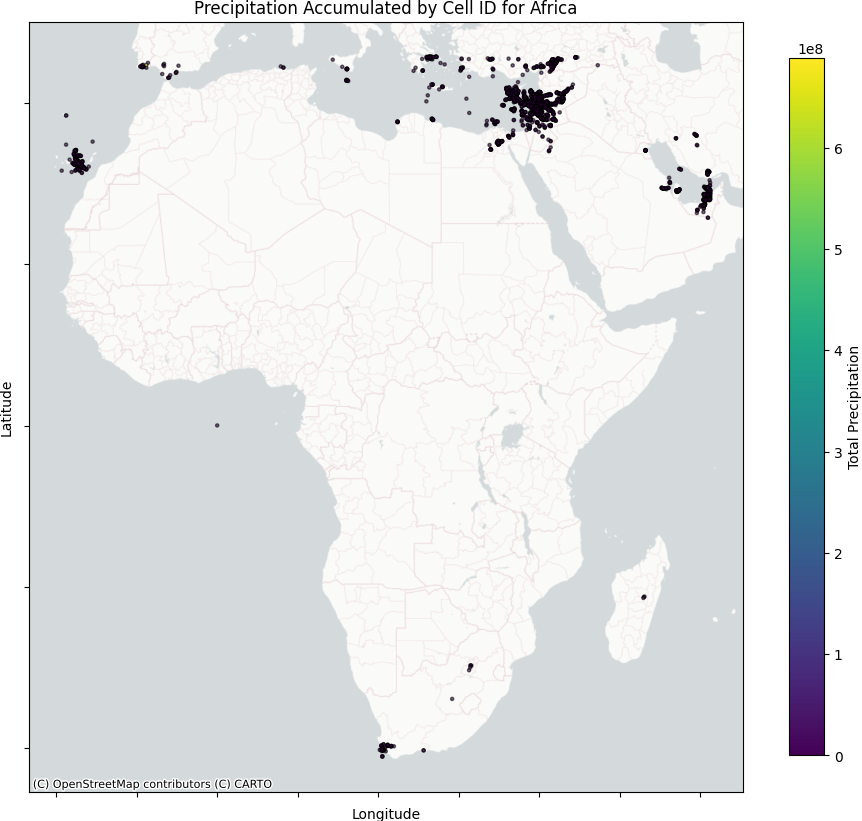 Precipitation Accumulated by Cell ID for Africa
1e8
6
5
4
3
2
1
0
Total Precipitation
Latitude
(C) OpenStreetMap contributors (C) CARTO
Longitude